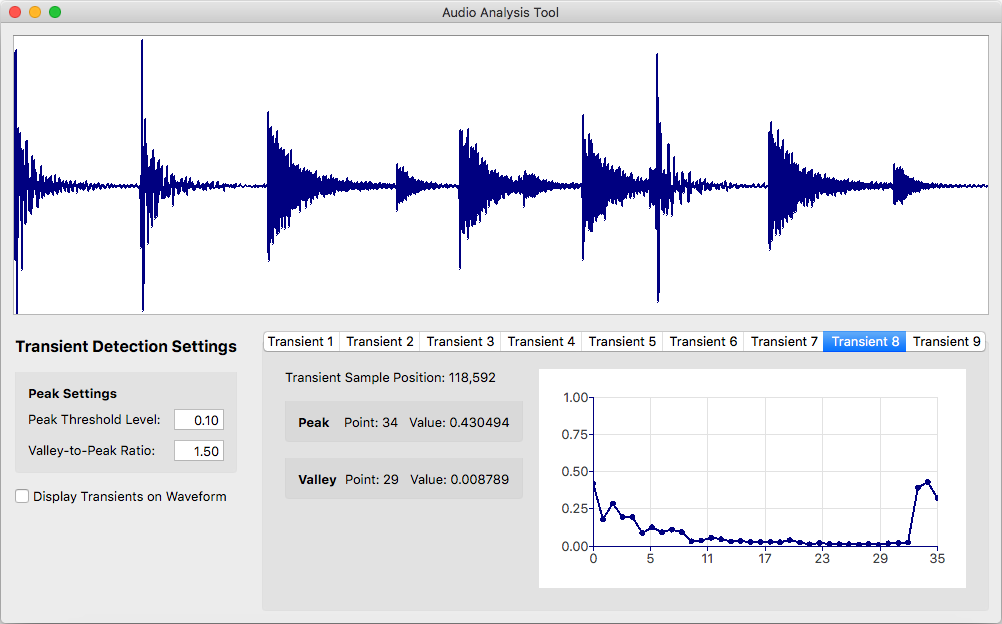 Audio Analysis Tool
Transient Detection Settings
Peak Settings
Peak Threshold Level: 0.10
Valley-to-Peak Ratio: 1.50
Display Transients on Waveform
Transient 1 Transient 2 Transient 3 Transient 4 Transient 5 Transient 6 Transient 7 Transient 8 Transient 9
Transient Sample Position: 118,592
Peak Point: 34 Value: 0.430494
Valley Point: 29 Value: 0.008789
1.00
0.75
0.50
0.25
0.00
0 5 11 17 23 29 35